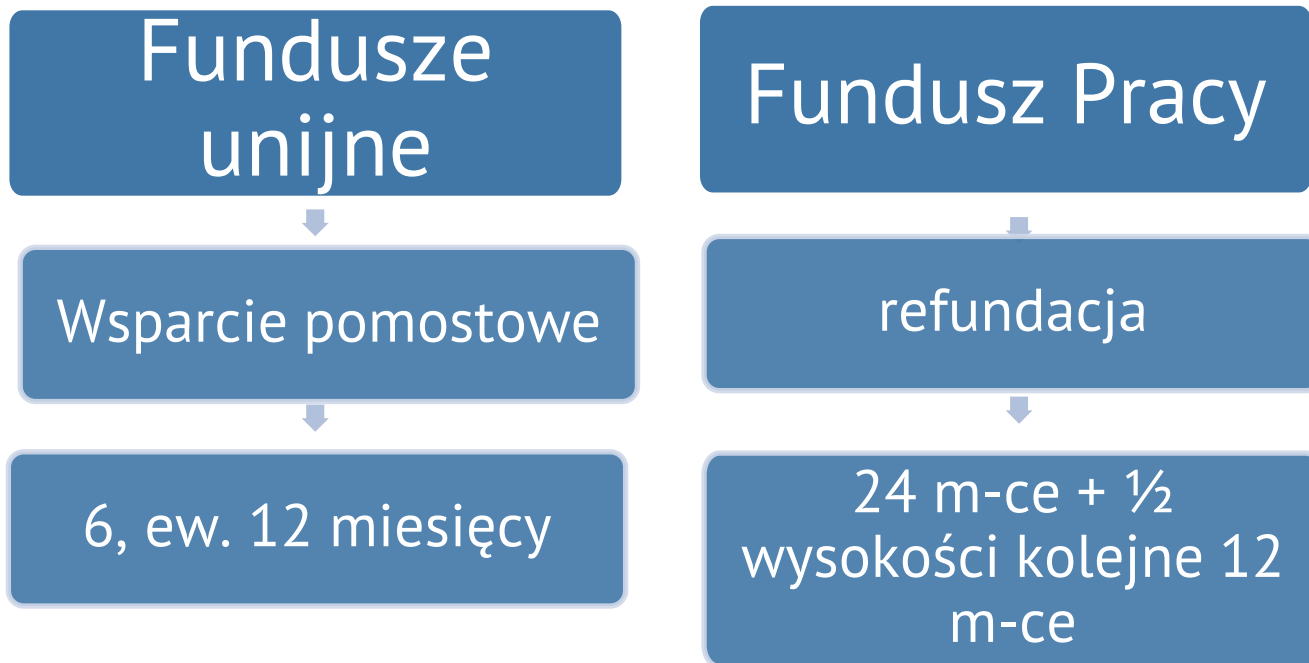 Fundusze
unijne
Wsparcie pomostowe
6, ew. 12 miesięcy
Fundusz Pracy
refundacja
24 m-ce + ½
wysokości kolejne 12
m-ce